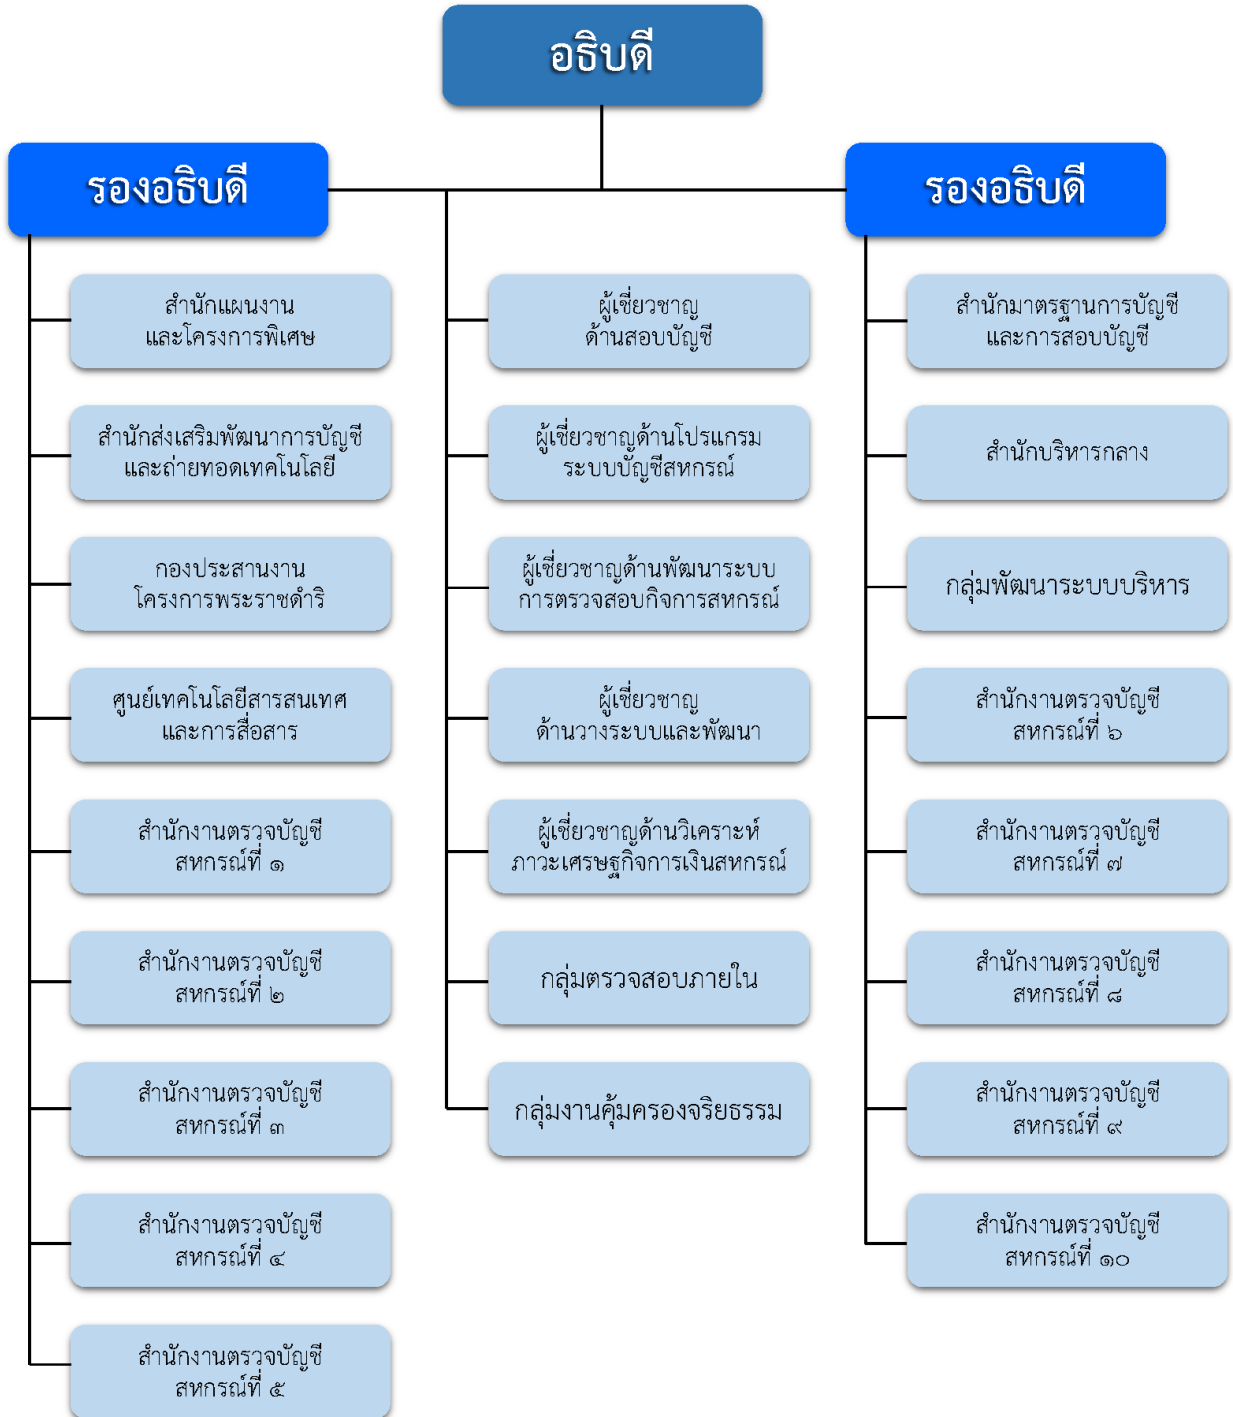 อธิบดี
รองอธิบดี
สำนักแผนงาน
และโครงการพิเศษ
สำนักส่งเสริมพัฒนาการบัญชี
และถ่ายทอดเทคโนโลยี
กองประสานงาน
โครงการพระราชดำริ
ศูนย์เทคโนโลยีสารสนเทศ
และการสื่อสาร
สำนักงานตรวจบัญชี
สหกรณ์ที่ ๑
สำนักงานตรวจบัญชี
สหกรณ์ที่ ๒
สำนักงานตรวจบัญชี
สหกรณ์ที่ ๓
สำนักงานตรวจบัญชี
สหกรณ์ที่ ๔
สำนักงานตรวจบัญชี
สหกรณ์ที่ ๕
ผู้เชี่ยวชาญ
ด้านสอบบัญชี
ผู้เชี่ยวชาญด้านโปรแกรม
ระบบบัญชีสหกรณ์
ผู้เชี่ยวชาญด้านพัฒนาระบบ
การตรวจสอบกิจการสหกรณ์
ผู้เชี่ยวชาญ
ด้านวางระบบและพัฒนา
ผู้เชี่ยวชาญด้านวิเคราะห์
ภาวะเศรษฐกิจการเงินสหกรณ์
กลุ่มตรวจสอบภายใน
กลุ่มงานคุ้มครองจริยธรรม
รองอธิบดี
สำนักมาตรฐานการบัญชี
และการสอบบัญชี
สำนักบริหารกลาง
กลุ่มพัฒนาระบบบริหาร
สำนักงานตรวจบัญชี
สหกรณ์ที่ ๖
สำนักงานตรวจบัญชี
สหกรณ์ที่ ๗
สำนักงานตรวจบัญชี
สหกรณ์ที่ ๘
สำนักงานตรวจบัญชี
สหกรณ์ที่ ๙
สำนักงานตรวจบัญชี
สหกรณ์ที่ ๑๐